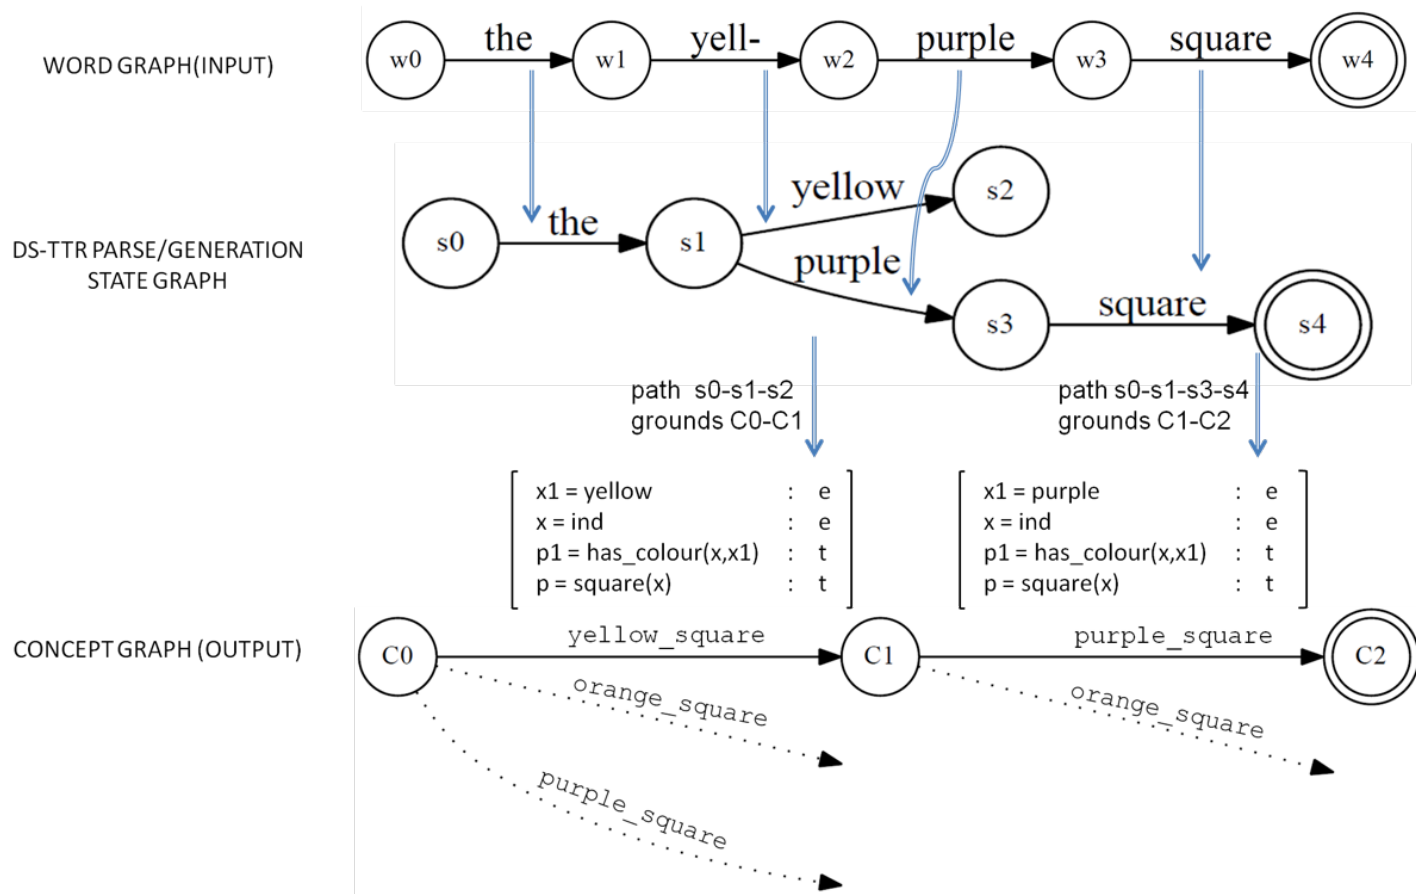 WORD GRAPH(INPUT)
w0
the
w1
yell-
w2
purple
w3
square
w4
DS-TTR PARSE/GENERATION
STATE GRAPH
s0
the
s1
yellow
s2
purple
s3
square
s4
path s0-s1-s2
grounds C0-C1
path s0-s1-s3-s4
grounds C1-C2
x1 = yellow : e
x = ind : e
p1 = has_colour(x,x1) : t
p = square(x) : t
x1 = purple : e
x = ind : e
p1 = has_colour(x,x1) : t
p = square(x) : t
CONCEPT GRAPH (OUTPUT)
C0
yellow_square
C1
purple_square
C2
orange_square
orange_square
purple_square